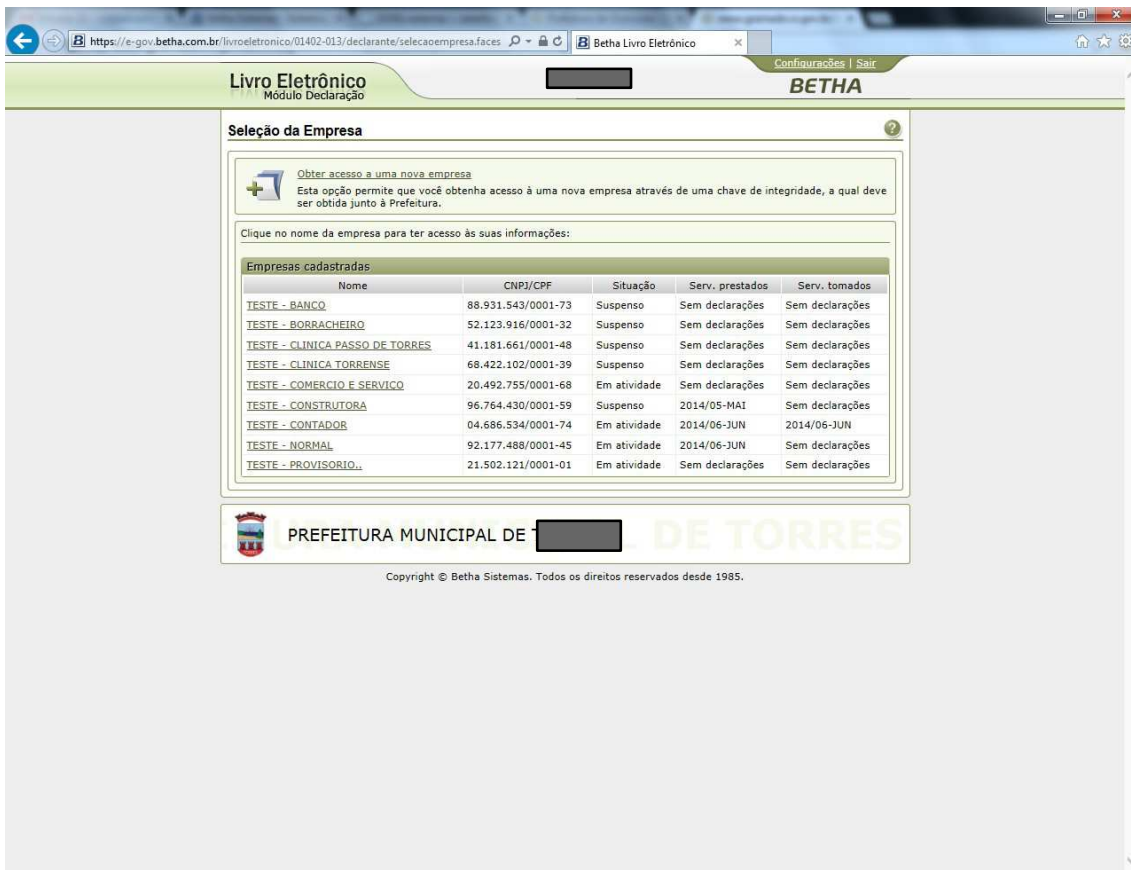 https://e-gov.betha.com.br/livroeletronico/01402-013/declarante/selecaoempresa.faces
Betha Livro Eletrônico
Configurações | Sair
Livro Eletrônico
Módulo Declaração
BETHA
Seleção da Empresa
Obter acesso a uma nova empresa
Esta opção permite que você obtenha acesso à uma nova empresa através de uma chave de integridade, a qual deve
ser obtida junto à Prefeitura.
Clique no nome da empresa para ter acesso às suas informações:
Empresas cadastradas
Nome CNPJ/CPF Situação Serv. prestados Serv. tomados
TESTE - BANCO 88.931.543/0001-73 Suspenso Sem declarações Sem declarações
TESTE - BORRACHEIRO 52.123.916/0001-32 Suspenso Sem declarações Sem declarações
TESTE - CLINICA PASSO DE TORRES 41.181.661/0001-48 Suspenso Sem declarações Sem declarações
TESTE - CLINICA TORRENSE 68.422.102/0001-39 Suspenso Sem declarações Sem declarações
TESTE - COMERCIO E SERVICO 20.492.755/0001-68 Em atividade Sem declarações Sem declarações
TESTE - CONSTRUTORA 96.764.430/0001-59 Suspenso 2014/05-MAI Sem declarações
TESTE - CONTADOR 04.686.534/0001-74 Em atividade 2014/06-JUN 2014/06-JUN
TESTE - NORMAL 92.177.488/0001-45 Em atividade 2014/06-JUN Sem declarações
TESTE - PROVISORIO.. 21.502.121/0001-01 Em atividade Sem declarações Sem declarações
PREFEITURA MUNICIPAL DE
DE TORRES
Copyright © Betha Sistemas. Todos os direitos reservados desde 1985.